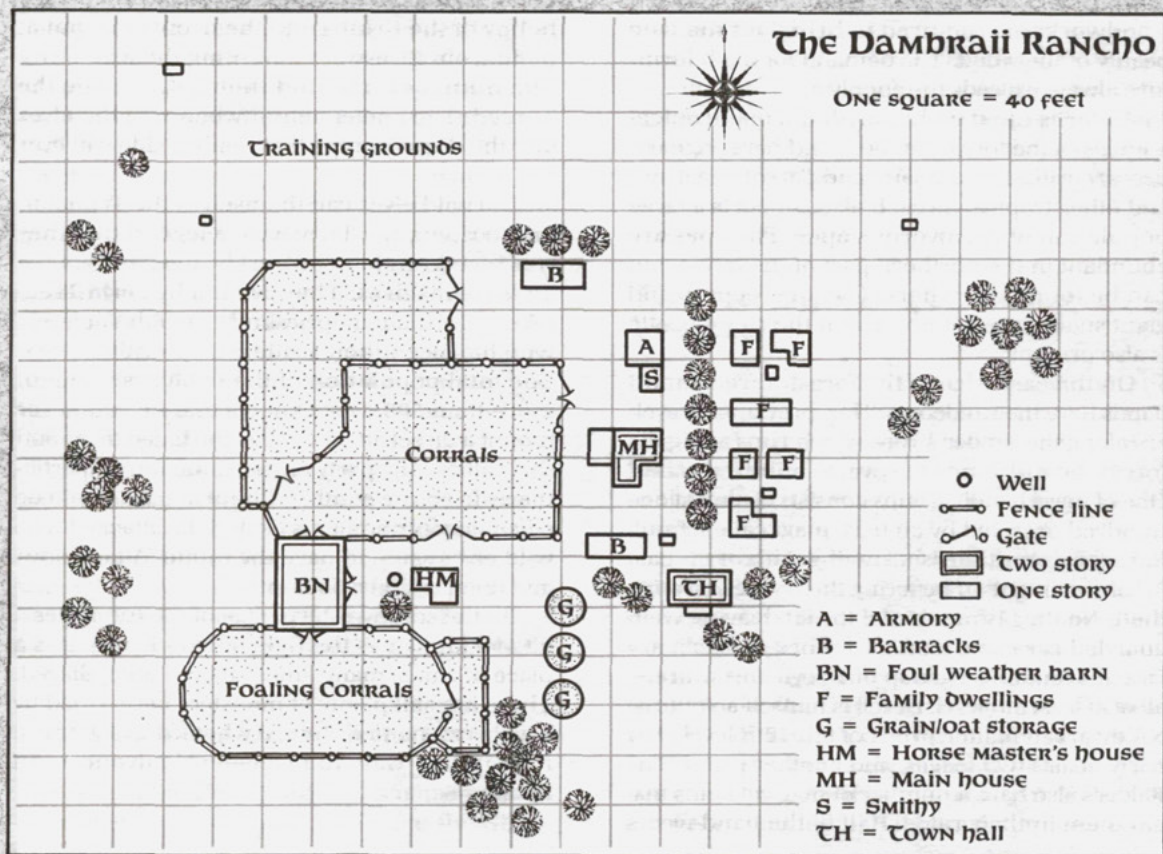 The Dambraii Rancho
One square = 40 feet
Training grounds
B
A
F
F
S
F
MH
Corrals
F
F
F
B
BN
HM
TH
G
G
G
Foaling Corrals
Well
Fence line
Gate
Two story
One story
A = Armory
B = Barracks
BN = Foul weather barn
F = Family dwellings
G = Grain/oat storage
HM = Horse master's house
MH = Main house
S = Smithy
TH = Town hall